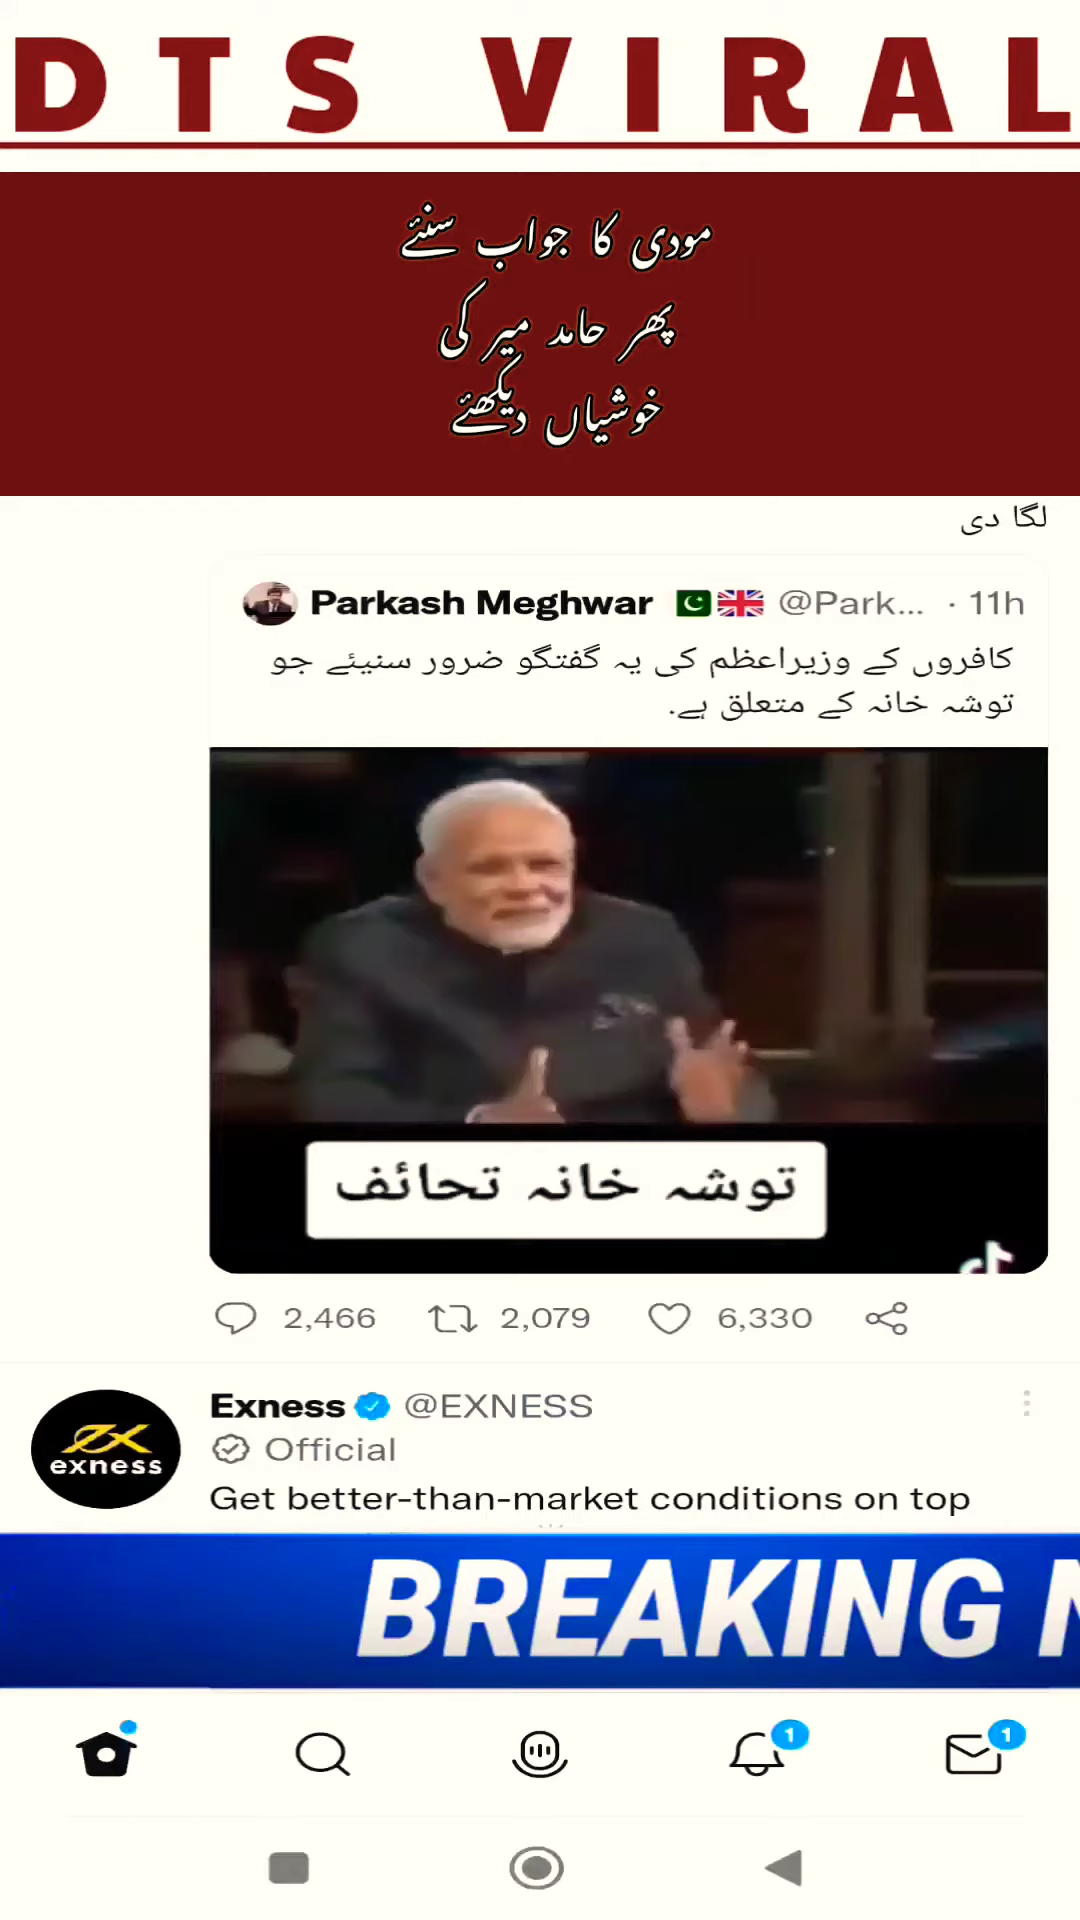 DTS VIRAL
مودی کا جواب سنئے
پھر حامد میر کی
خوشیاں دیکھئے
لگا دی
Parkash Meghwar 🇵🇰🇬🇧 @Park... · 11h
کافروں کے وزیراعظم کی یہ گفتگو ضرور سنیئے جو
توشہ خانہ کے متعلق ہے.
توشہ خانہ تحائف
2,466 2,079 6,330
Exness @EXNESS
exness
Official
Get better-than-market conditions on top
BREAKING N
1 1